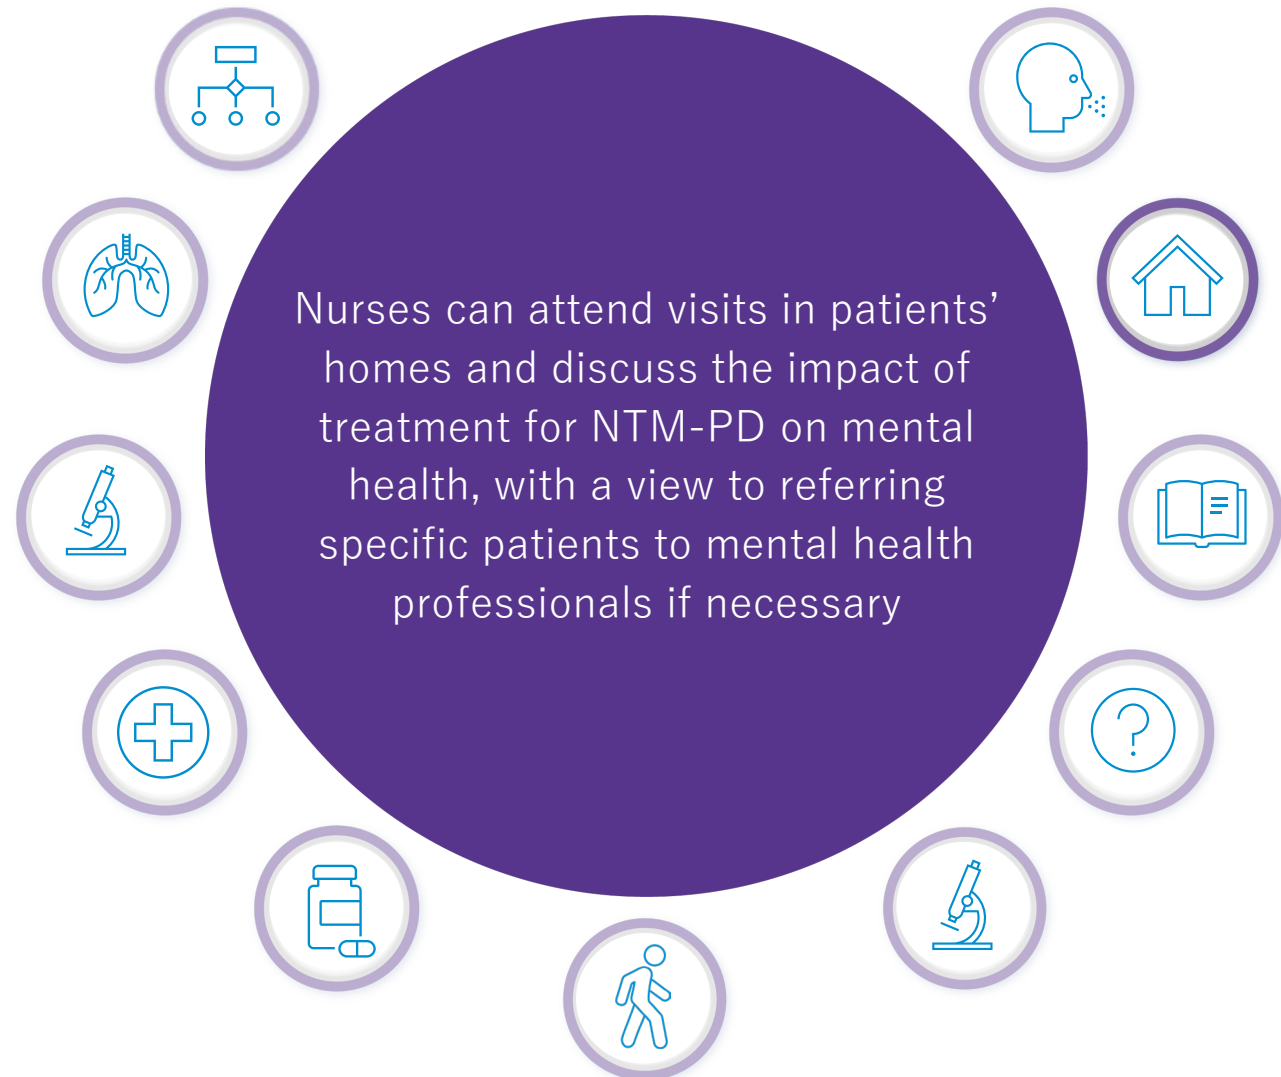 Nurses can attend visits in patients’
homes and discuss the impact of
treatment for NTM-PD on mental
health, with a view to referring
specific patients to mental health
professionals if necessary